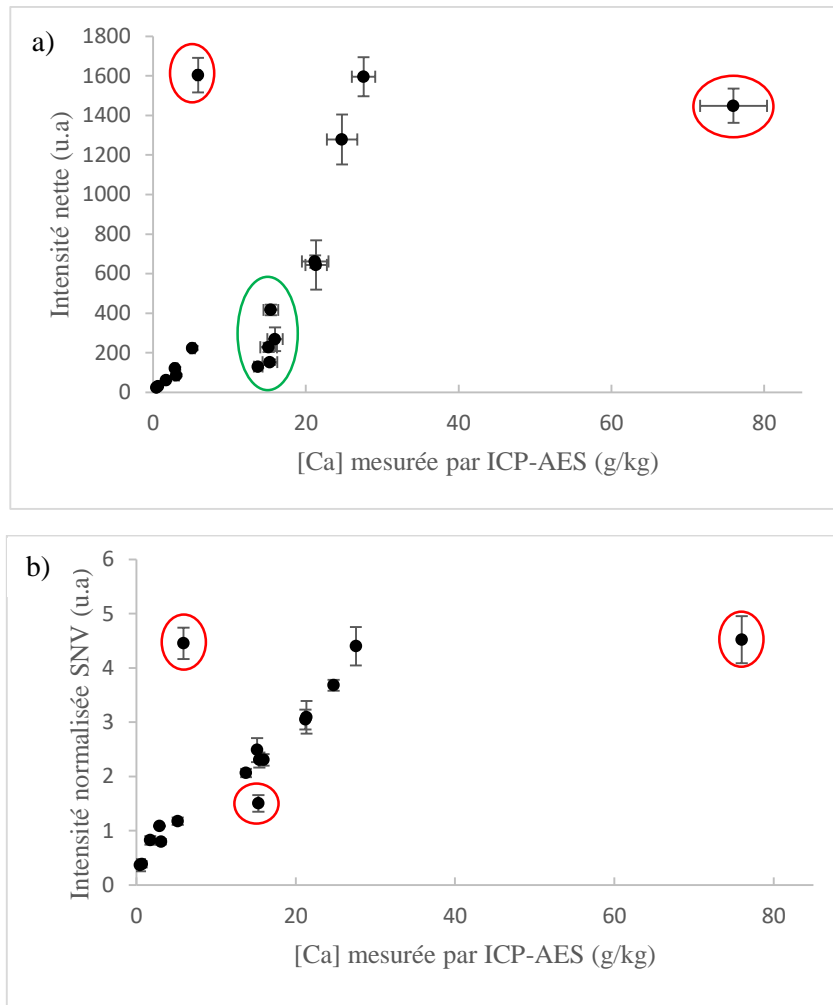 a)
Intensité nette (u.a)
1800
1600
1400
1200
1000
800
600
400
200
0
0 20 40 60 80
[Ca] mesurée par ICP-AES (g/kg)
b)
Intensité normalisée SNV (u.a)
6
5
4
3
2
1
0
0 20 40 60 80
[Ca] mesurée par ICP-AES (g/kg)